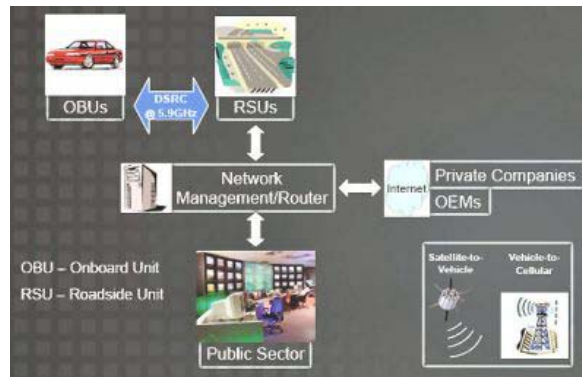 OBUs
DSRC
@ 5.9GHz
RSUs
Network
Management/Router
Internet
Private Companies
OEMs
OBU – Onboard Unit
RSU – Roadside Unit
Public Sector
Satellite-to-
Vehicle
Vehicle-to-
Cellular